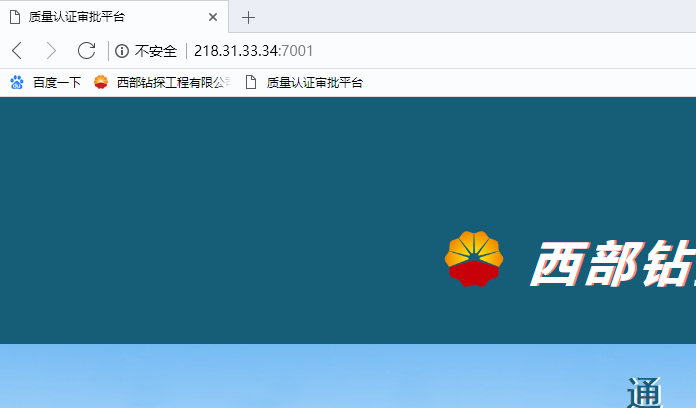 质量认证审批平台
不安全 218.31.33.34:7001
百度一下 西部钻探工程有限公司 质量认证审批平台
西部钻
通